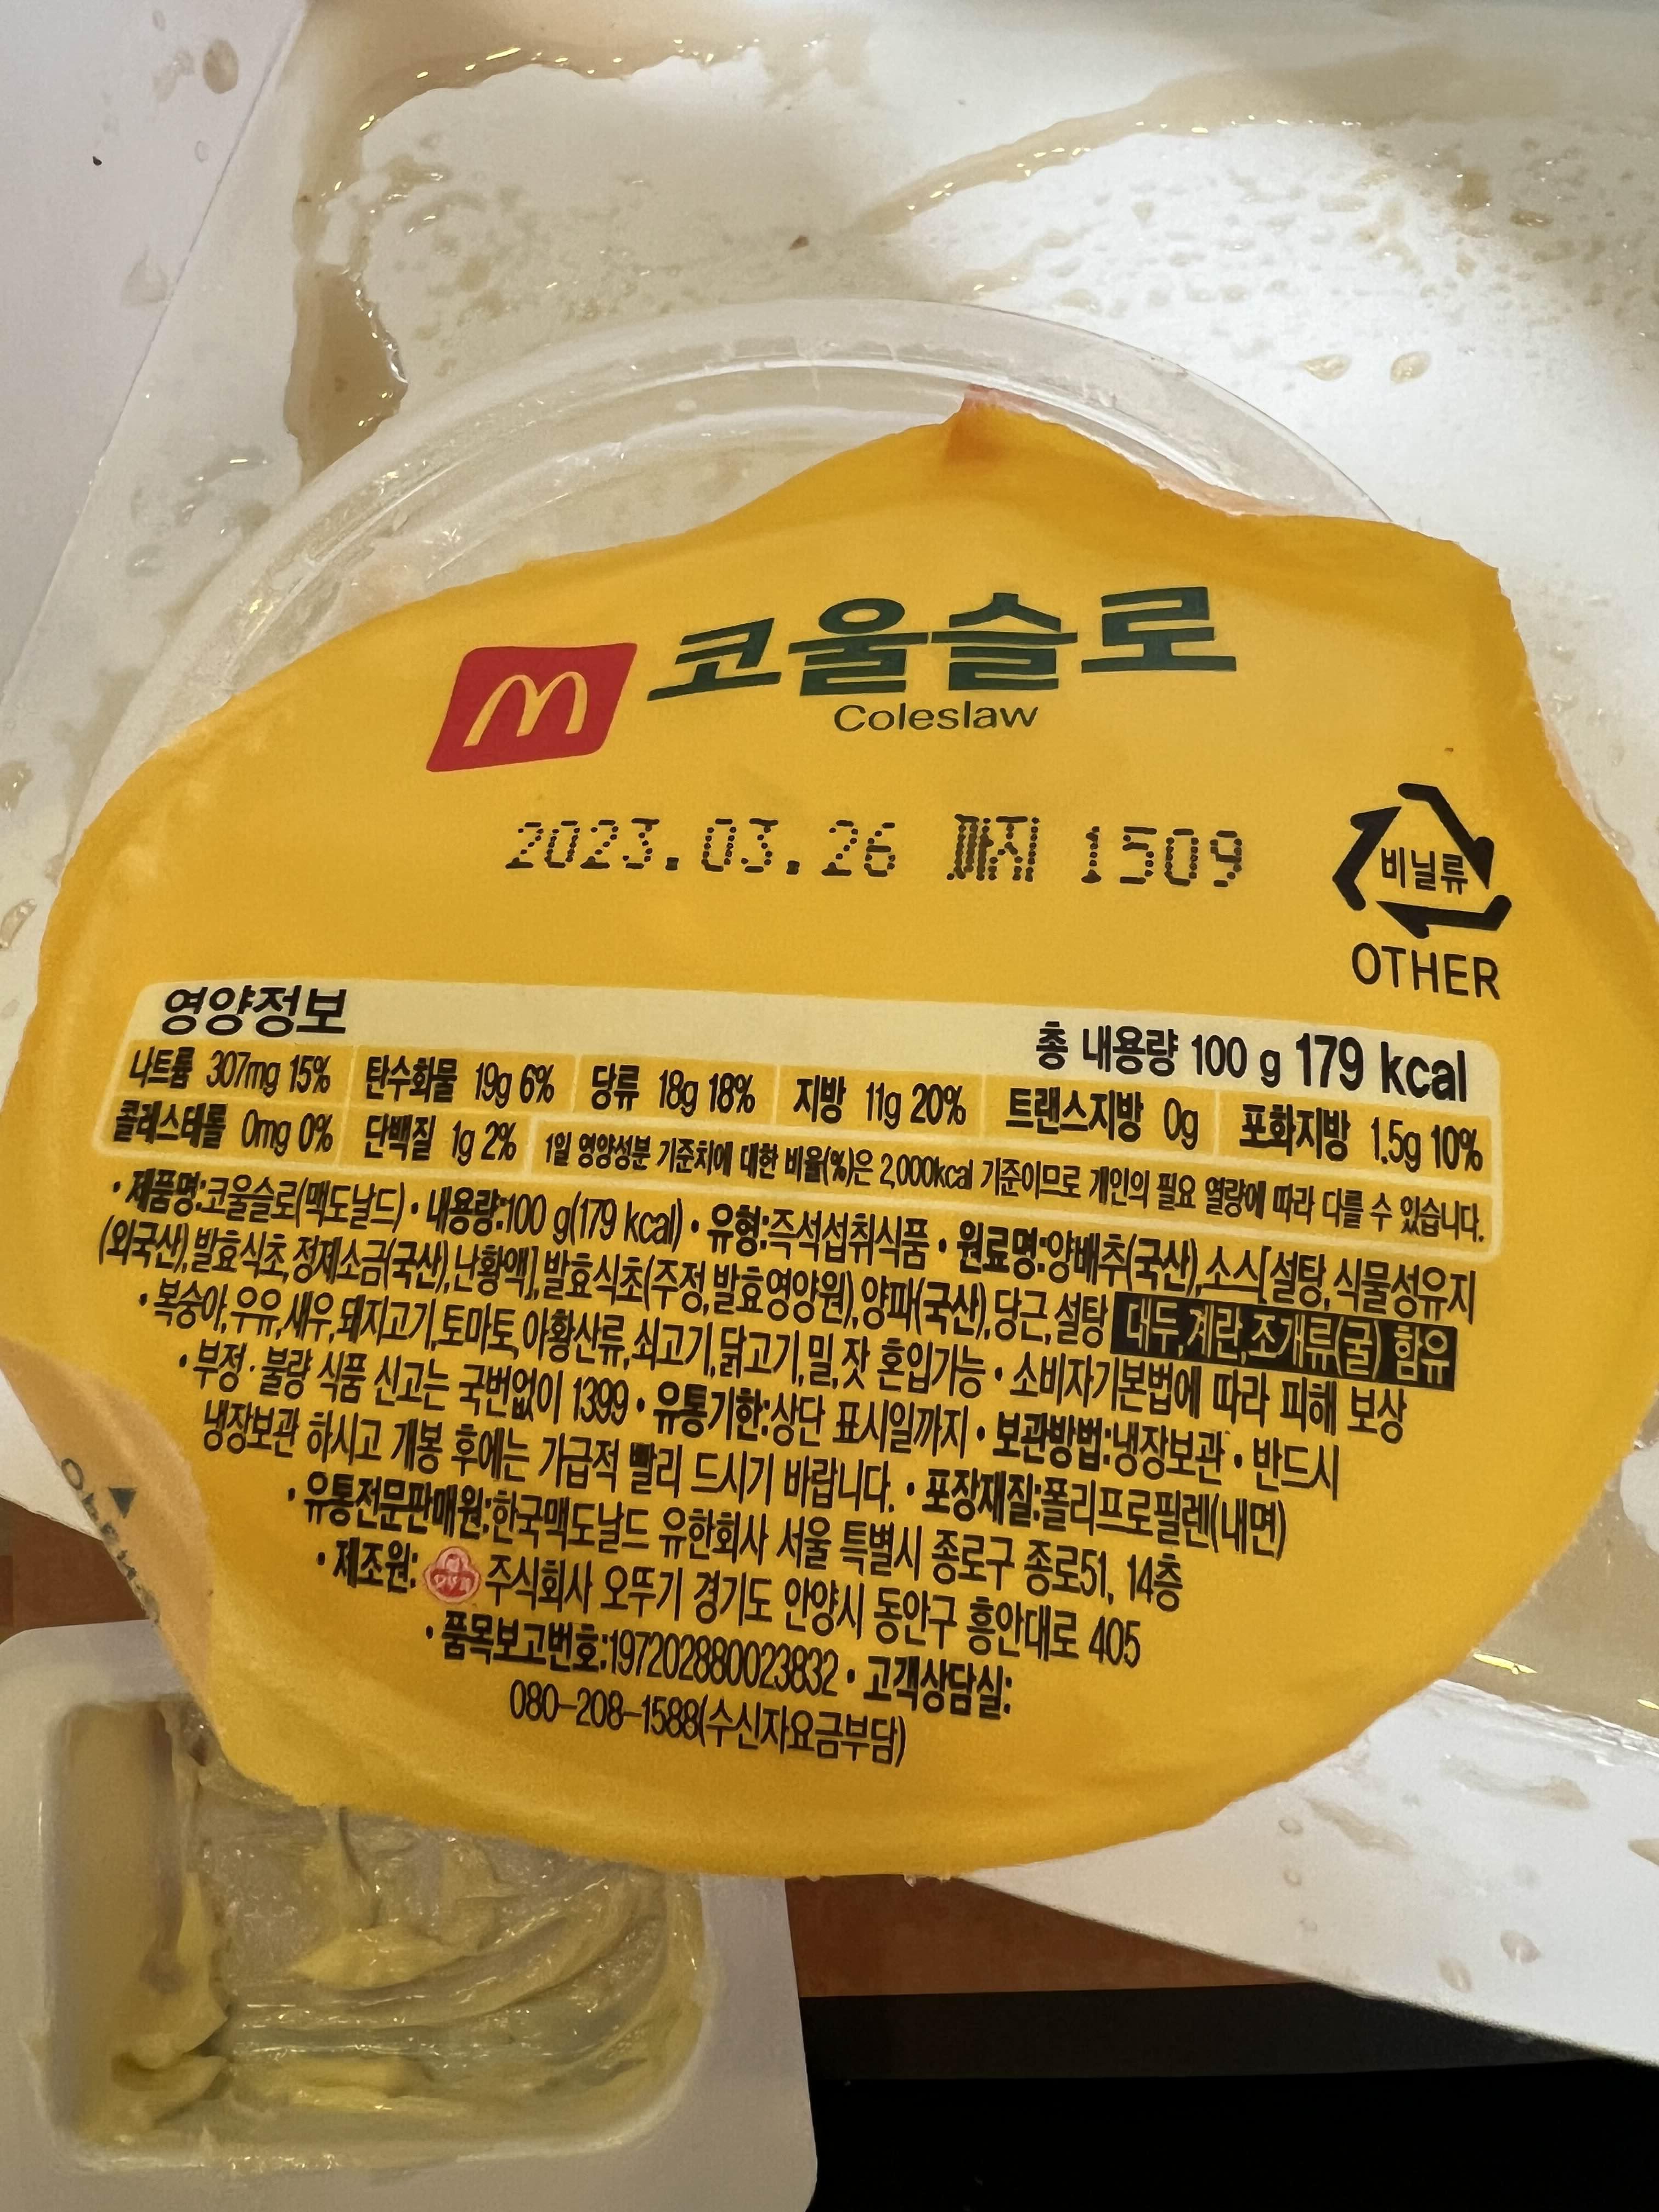 코울슬로
Coleslaw
2023.03.26 까지 1509
비닐류
OTHER
영양정보
총 내용량 100 g 179 kcal
나트륨 307mg 15% 탄수화물 19g 6% 당류 18g 18% 지방 11g 20% 트랜스지방 0g 포화지방 1.5g 10%
콜레스테롤 0mg 0% 단백질 1g 2% 1일 영양성분 기준치에 대한 비율(%)은 2,000kcal 기준이므로 개인의 필요 열량에 따라 다를 수 있습니다.
• 제품명:코울슬로(맥도날드) • 내용량:100 g(179 kcal) • 유형:즉석섭취식품 • 원료명:양배추(국산),소스[설탕,식물성유지
(외국산),발효식초,정제소금(국산),난황액],발효식초(주정,발효영양원),양파(국산),당근,설탕 대두,계란,조개류(굴) 함유
• 복숭아,우유,새우,돼지고기,토마토,아황산류,쇠고기,닭고기,밀,잣 혼입가능 • 소비자기본법에 따라 피해 보상
• 부정·불량 식품 신고는 국번없이 1399 • 유통기한:상단 표시일까지 • 보관방법:냉장보관 • 반드시
냉장보관 하시고 개봉 후에는 가급적 빨리 드시기 바랍니다. • 포장재질:폴리프로필렌(내면)
• 유통전문판매원:한국맥도날드 유한회사 서울 특별시 종로구 종로51, 14층
• 제조원: 주식회사 오뚜기 경기도 안양시 동안구 흥안대로 405
• 품목보고번호:197202880023832 • 고객상담실:
080-208-1588(수신자요금부담)